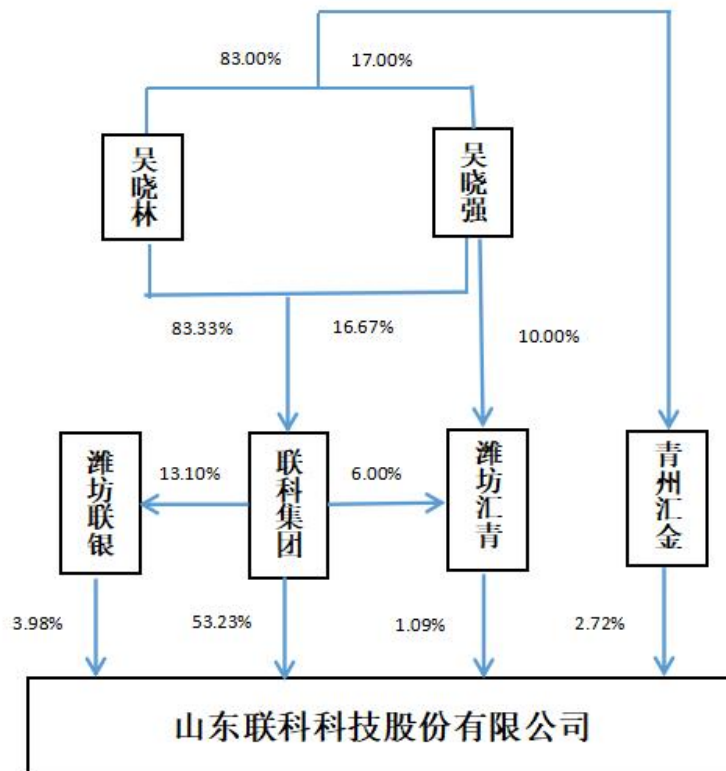 83.00%
17.00%
吴晓林
吴晓强
83.33%
16.67%
10.00%
潍坊联银
13.10%
联科集团
6.00%
潍坊汇青
青州汇金
3.98%
53.23%
1.09%
2.72%
山东联科科技股份有限公司